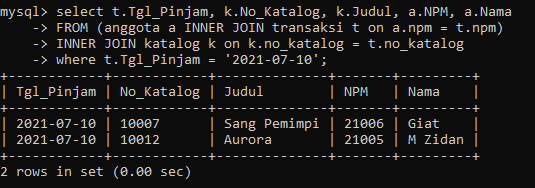 mysql> select t.Tgl_Pinjam, k.No_Katalog, k.Judul, a.NPM, a.Nama
    -> FROM (anggota a INNER JOIN transaksi t on a.npm = t.npm)
    -> INNER JOIN katalog k on k.no_katalog = t.no_katalog
    -> where t.Tgl_Pinjam = '2021-07-10';
+------------+------------+--------------+-------+---------+
| Tgl_Pinjam | No_Katalog | Judul        | NPM   | Nama    |
+------------+------------+--------------+-------+---------+
| 2021-07-10 | 10007      | Sang Pemimpi | 21006 | Giat    |
| 2021-07-10 | 10012      | Aurora       | 21005 | M Zidan |
+------------+------------+--------------+-------+---------+
2 rows in set (0.00 sec)